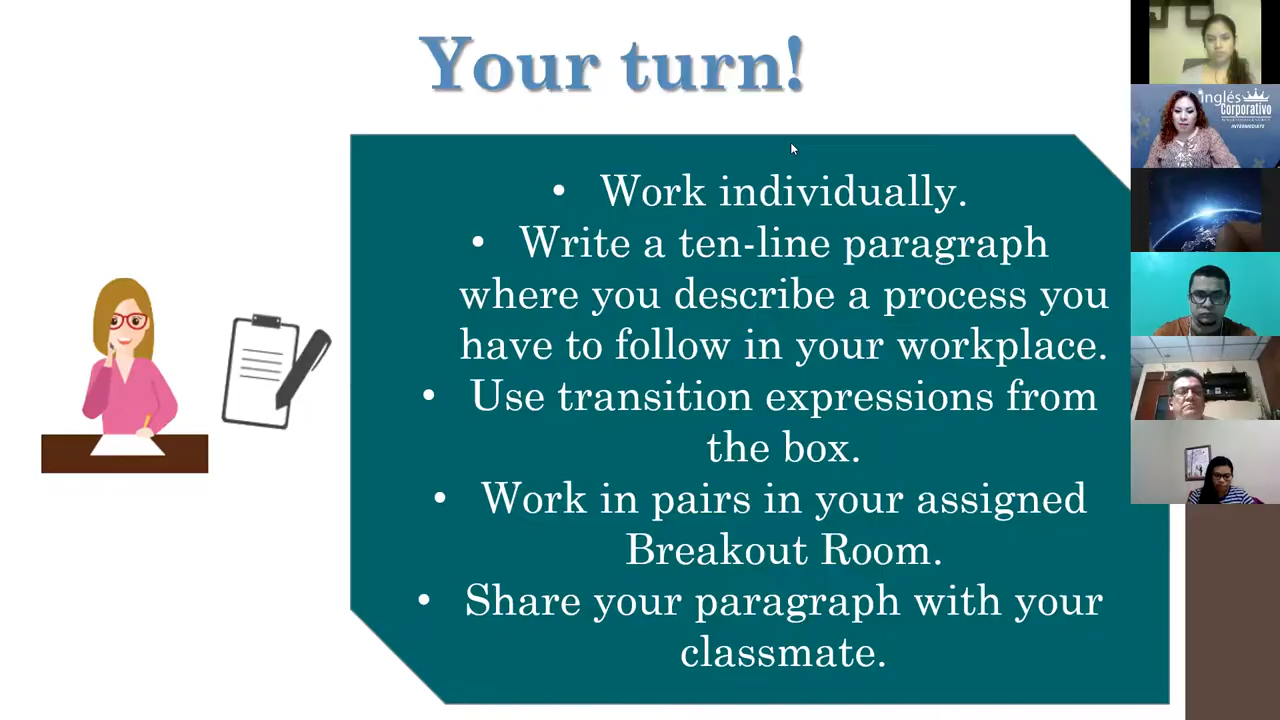 Your turn!
• Work individually.
• Write a ten-line paragraph
where you describe a process you
have to follow in your workplace.
• Use transition expressions from
the box.
• Work in pairs in your assigned
Breakout Room.
• Share your paragraph with your
classmate.
inglés
Corporativo
INTERMEDIATE